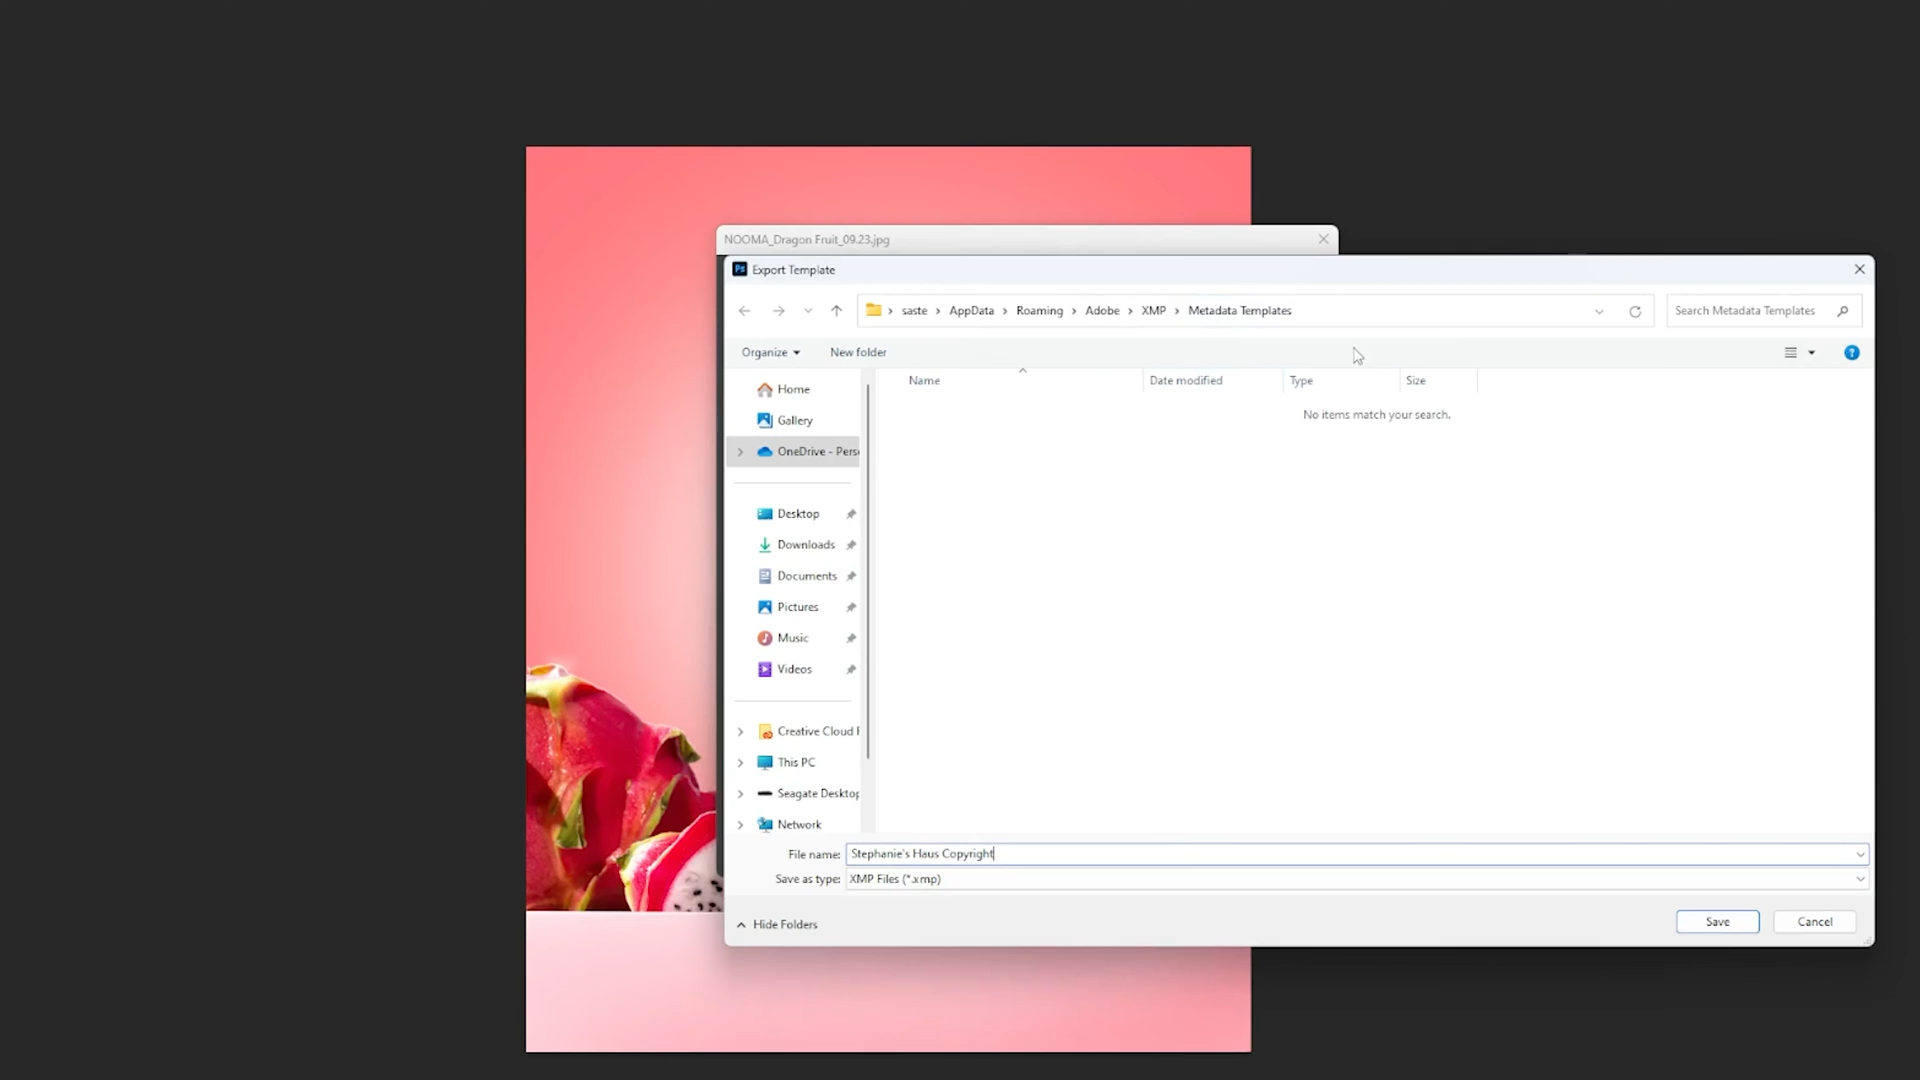 NOOMA_Dragon Fruit_09.23.jpg
Ps Export Template
saste > AppData > Roaming > Adobe > XMP > Metadata Templates
Search Metadata Templates
Organize
New folder
Name
Date modified
Type
Size
No items match your search.
Home
Gallery
OneDrive - Perso
Desktop
Downloads
Documents
Pictures
Music
Videos
Creative Cloud F
This PC
Seagate Desktop
Network
File name: Stephanie's Haus Copyright
Save as type: XMP Files (*.xmp)
Hide Folders
Save
Cancel